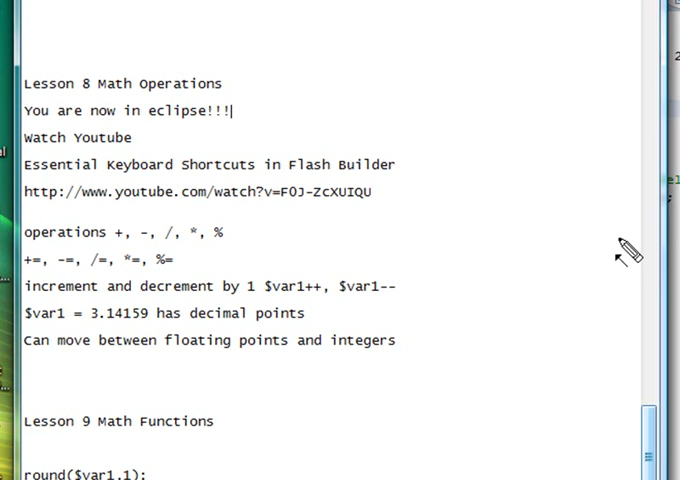 Lesson 8 Math Operations
You are now in eclipse!!!
Watch Youtube
Essential Keyboard Shortcuts in Flash Builder
http://www.youtube.com/watch?v=F0J-ZcXUIQU
operations +, -, /, *, %
+=, -=, /=, *=, %=
increment and decrement by 1 $var1++, $var1--
$var1 = 3.14159 has decimal points
Can move between floating points and integers
Lesson 9 Math Functions
round($var1,1);